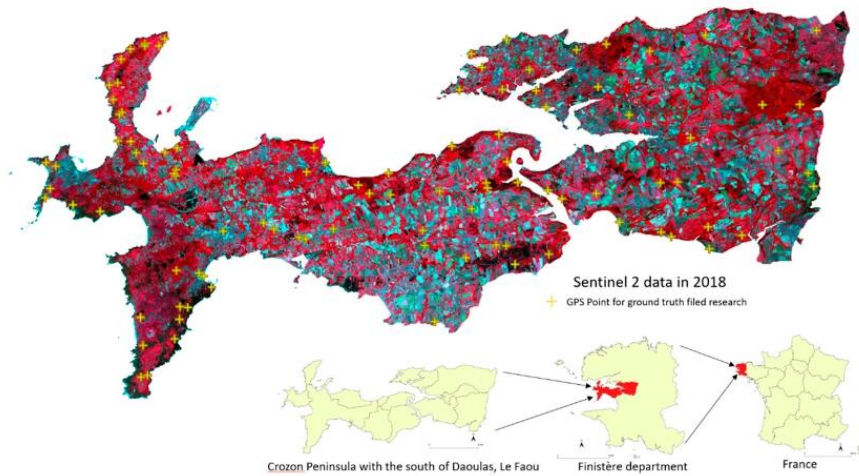 Sentinel 2 data in 2018
GPS Point for ground truth filed research
Crozon Peninsula with the south of Daoulas, Le Faou
Finistère department
France